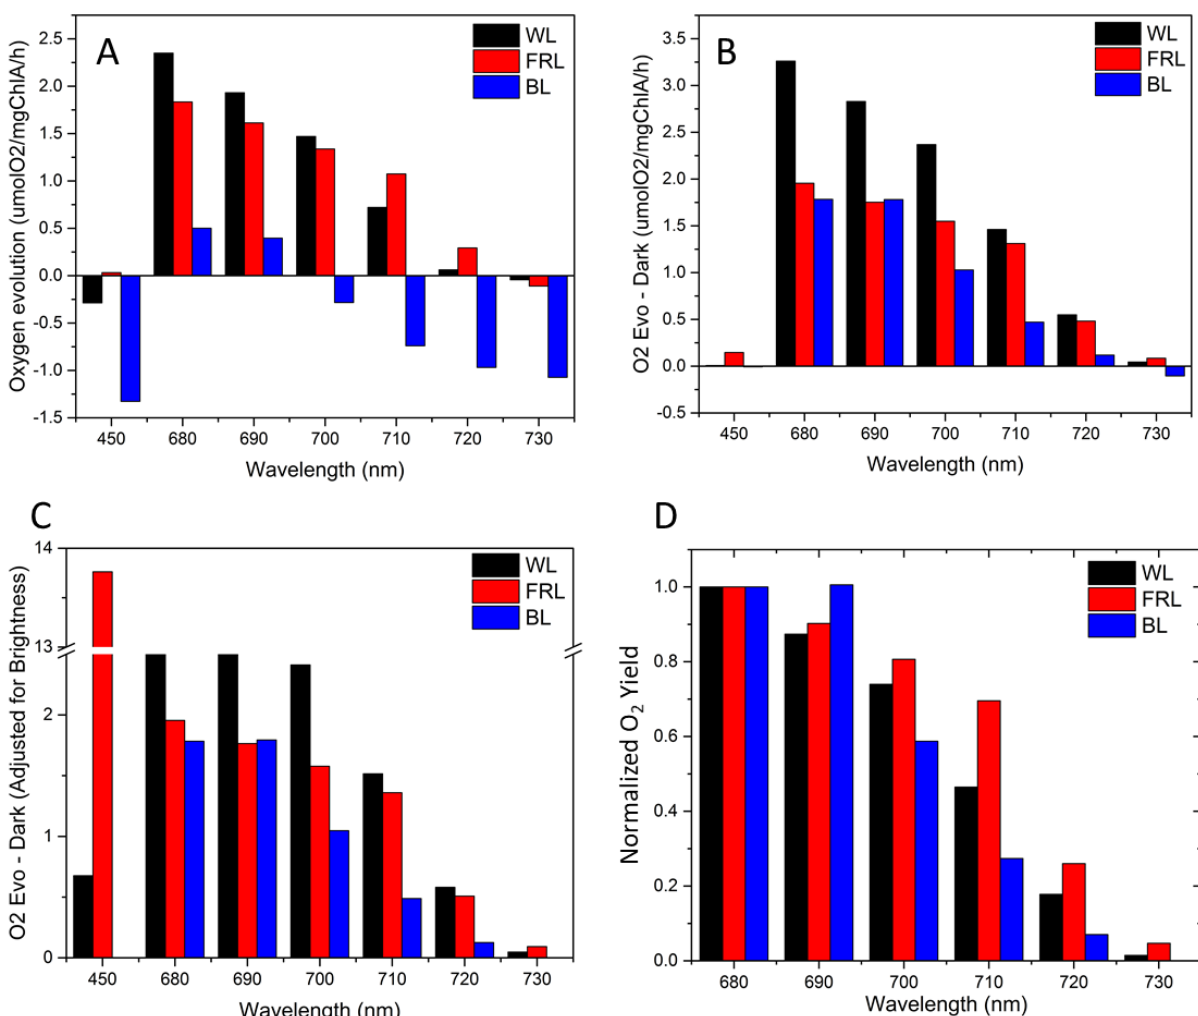 A
WL
FRL
BL
Oxygen evolution (umolO2/mgChlA/h)
2.5
2.0
1.5
1.0
0.5
0.0
-0.5
-1.0
-1.5
450 680 690 700 710 720 730
Wavelength (nm)
B
WL
FRL
BL
O2 Evo - Dark (umolO2/mgChlA/h)
3.5
3.0
2.5
2.0
1.5
1.0
0.5
0.0
-0.5
450 680 690 700 710 720 730
Wavelength (nm)
C
WL
FRL
BL
O2 Evo - Dark (Adjusted for Brightness)
14
13
2
1
0
450 680 690 700 710 720 730
Wavelength (nm)
D
WL
FRL
BL
Normalized O2 Yield
1.0
0.8
0.6
0.4
0.2
0.0
680 690 700 710 720 730
Wavelength (nm)